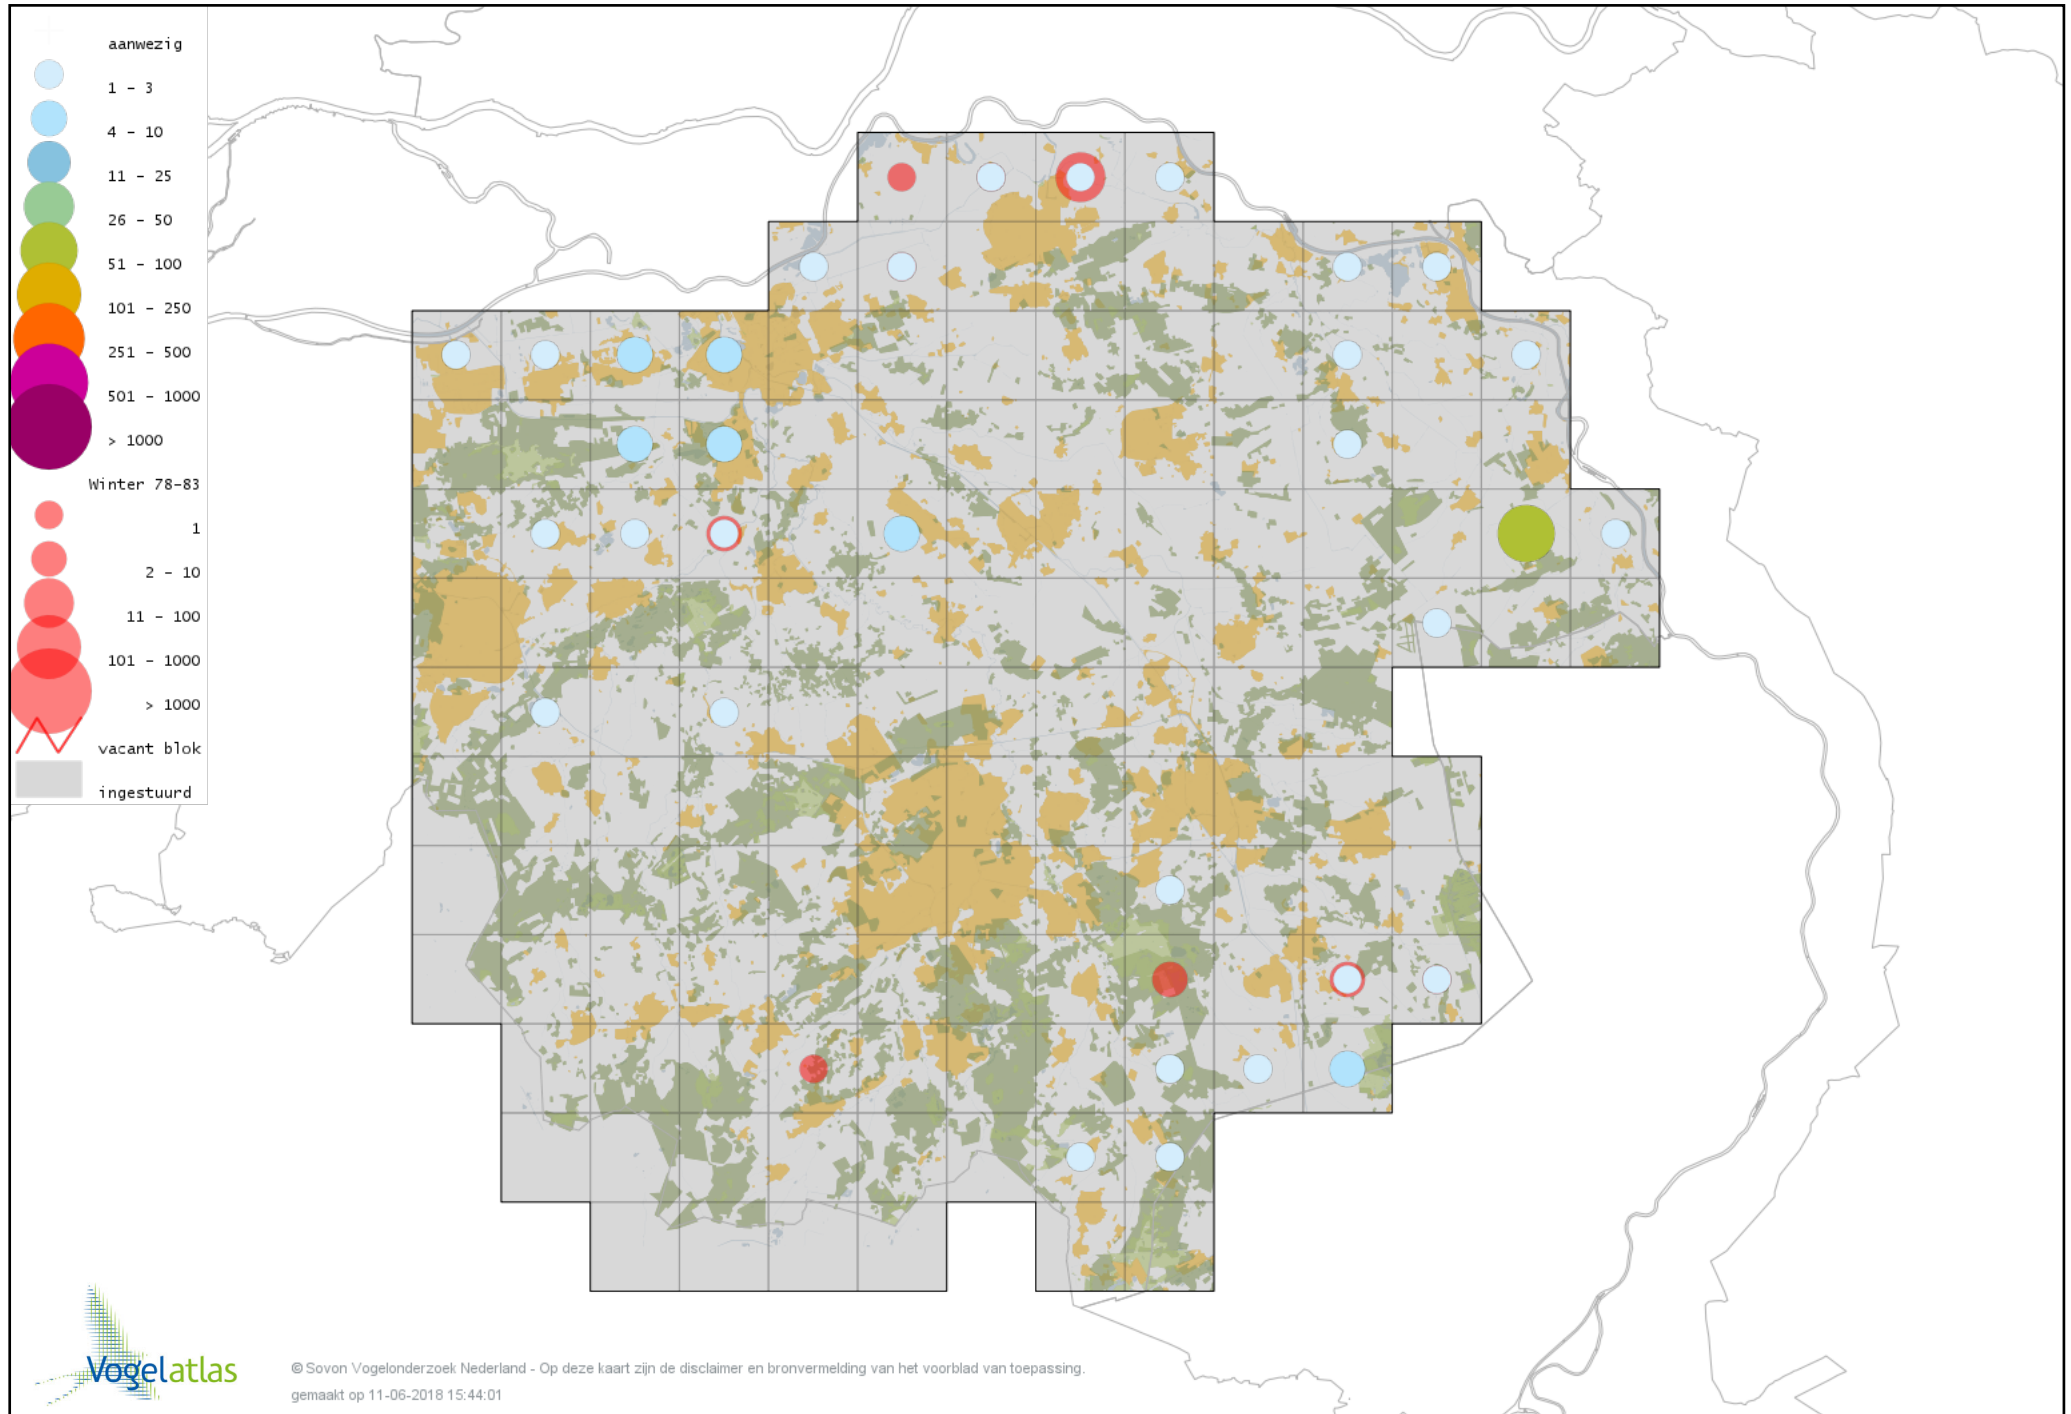 aanwezig
1 - 3
4 - 10
11 - 25
26 - 50
51 - 100
101 - 250
251 - 500
501 - 1000
> 1000
Winter 78-83
1
2 - 10
11 - 100
101 - 1000
> 1000
vacant blok
ingestuurd
Vogelatlas
© Sovon Vogelonderzoek Nederland - Op deze kaart zijn de disclaimer en bronvermelding van het voorblad van toepassing.
gemaakt op 11-06-2018 15:44:01